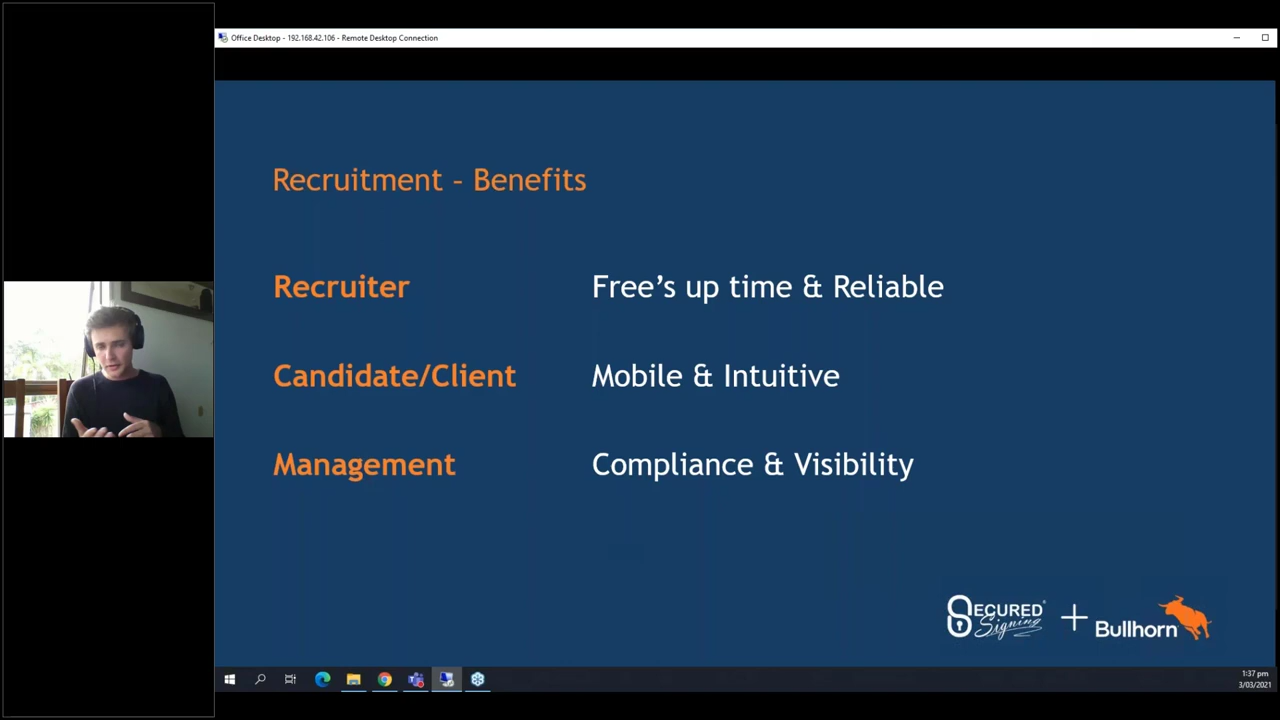 Office Desktop - 192.168.42.106 - Remote Desktop Connection
Recruitment - Benefits
Recruiter Free's up time & Reliable
Candidate/Client Mobile & Intuitive
Management Compliance & Visibility
SECURED Signing + Bullhorn
1:37 pm
3/03/2021